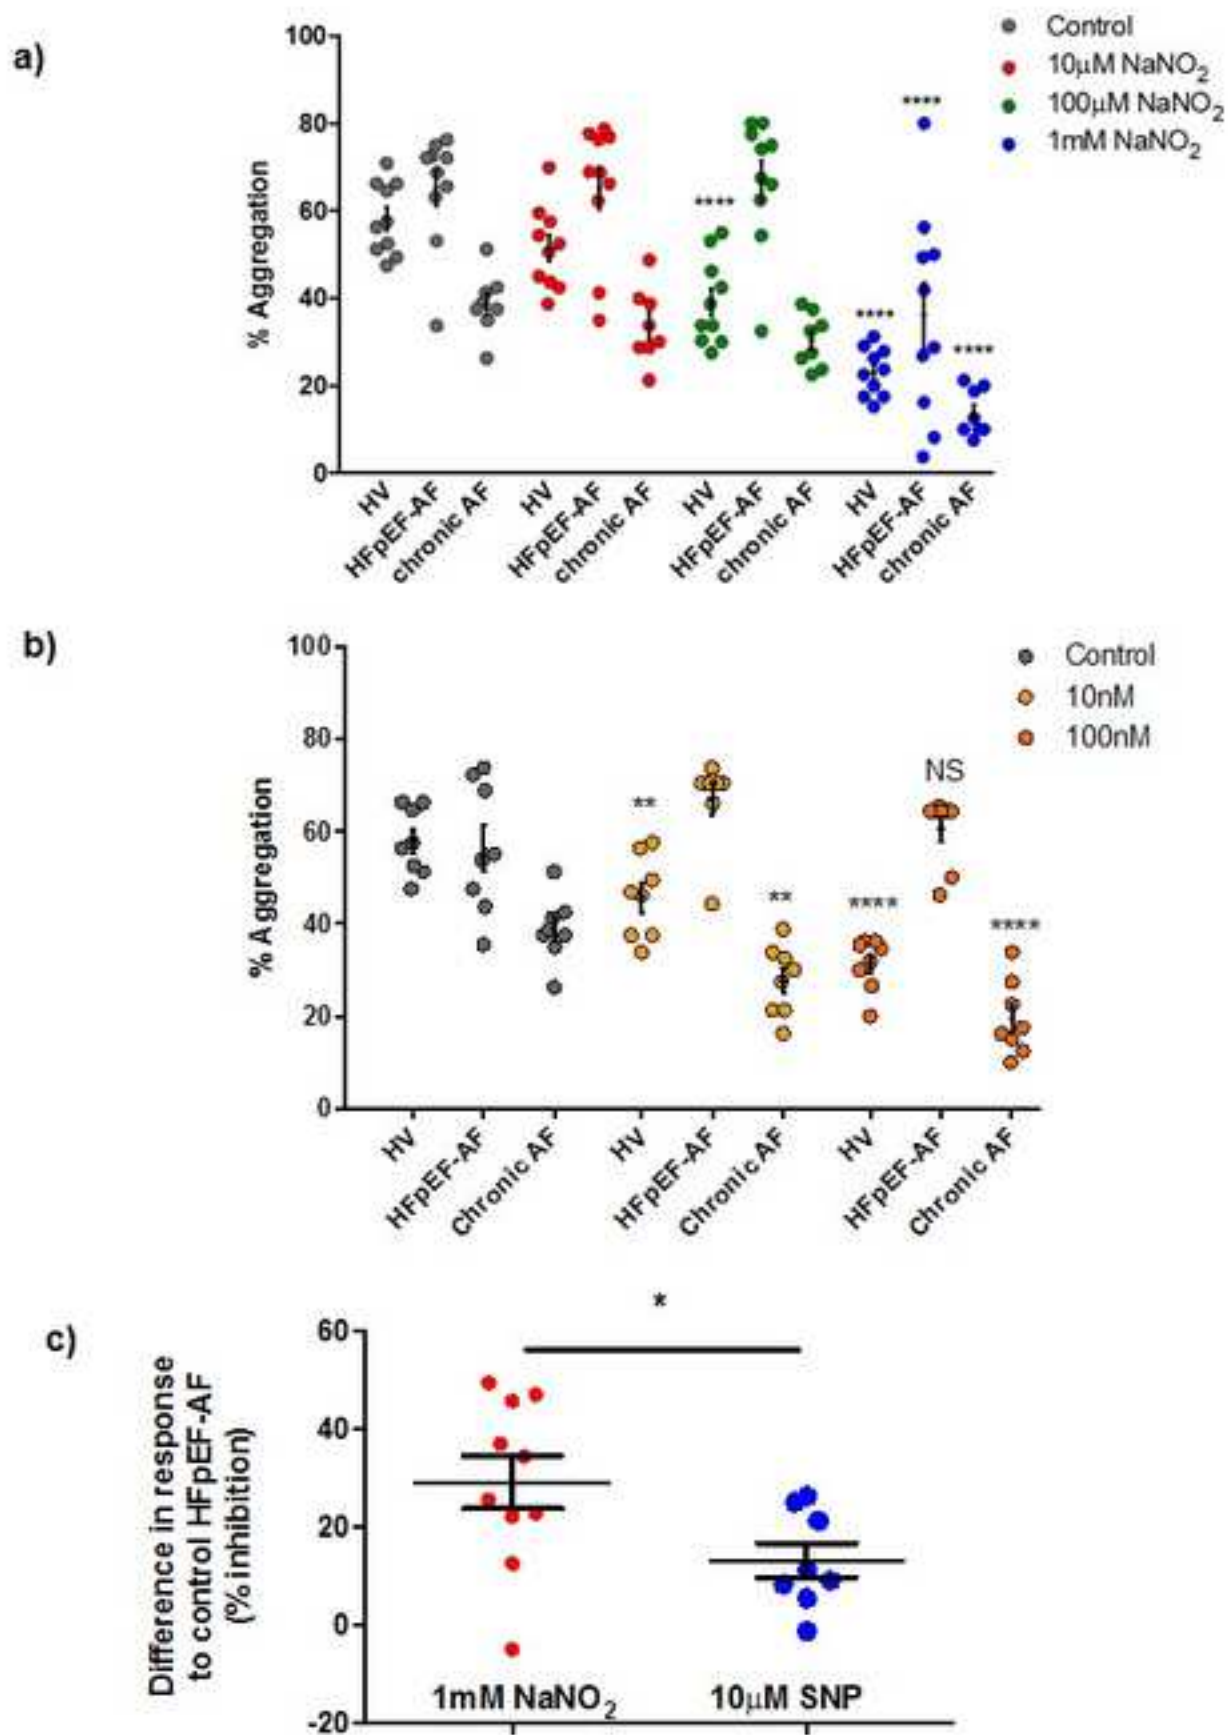 a)
% Aggregation
100
80
60
40
20
0
Control
10μM NaNO2
100μM NaNO2
1mM NaNO2
****
****
****
****
HV
HFpEF-AF
chronic AF
HV
HFpEF-AF
chronic AF
HV
HFpEF-AF
chronic AF
HV
HFpEF-AF
chronic AF
b)
% Aggregation
100
80
60
40
20
0
Control
10nM
100nM
**
**
****
NS
****
HV
HFpEF-AF
Chronic AF
HV
HFpEF-AF
Chronic AF
HV
HFpEF-AF
Chronic AF
c)
Difference in response
to control HFpEF-AF
(% inhibition)
60
40
20
0
-20
*
1mM NaNO2
10μM SNP